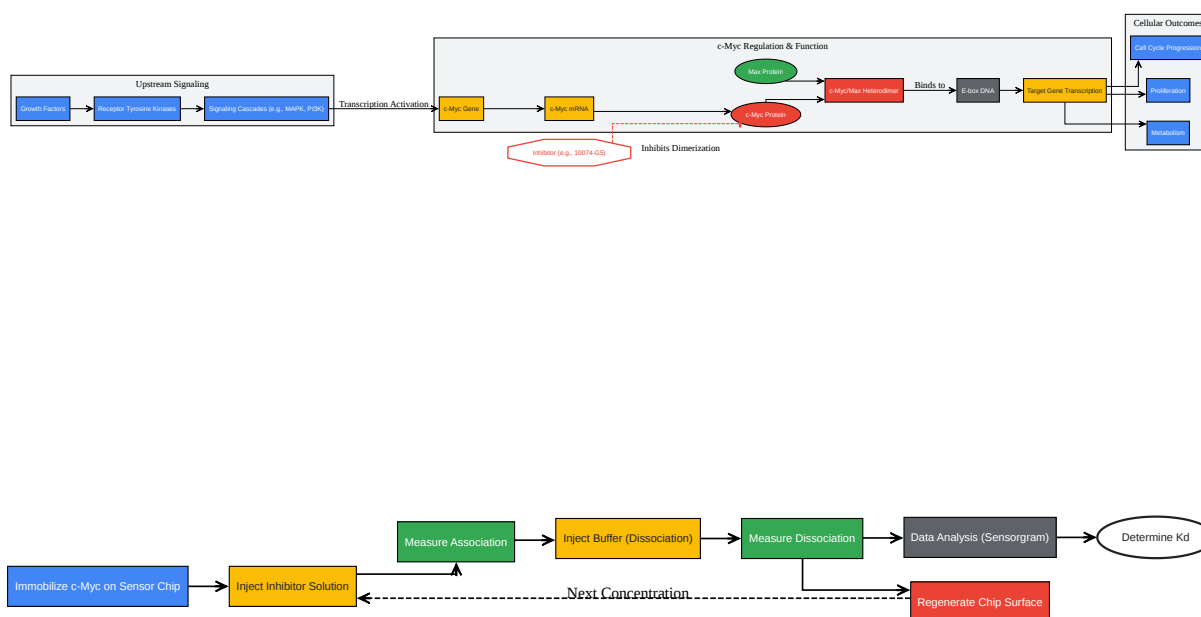 Upstream Signaling
Growth Factors
Receptor Tyrosine Kinases
Signaling Cascades (e.g., MAPK, PI3K)
Transcription Activation
c-Myc Regulation & Function
c-Myc Gene
c-Myc mRNA
Max Protein
c-Myc Protein
c-Myc/Max Heterodimer
Binds to
E-box DNA
Target Gene Transcription
Inhibitor (e.g., 10074-G5)
Inhibits Dimerization
Cellular Outcomes
Cell Cycle Progression
Proliferation
Metabolism
Immobilize c-Myc on Sensor Chip
Inject Inhibitor Solution
Measure Association
Inject Buffer (Dissociation)
Measure Dissociation
Data Analysis (Sensorgram)
Determine Kd
Next Concentration
Regenerate Chip Surface